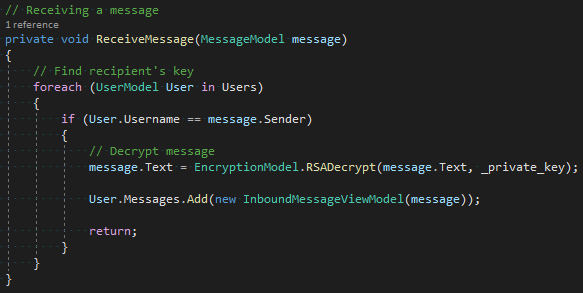 // Receiving a message
1 reference
private void ReceiveMessage(MessageModel message)
{
// Find recipient's key
foreach (UserModel User in Users)
{
if (User.Username == message.Sender)
{
// Decrypt message
message.Text = EncryptionModel.RSADecrypt(message.Text, _private_key);
User.Messages.Add(new InboundMessageViewModel(message));
return;
}
}
}